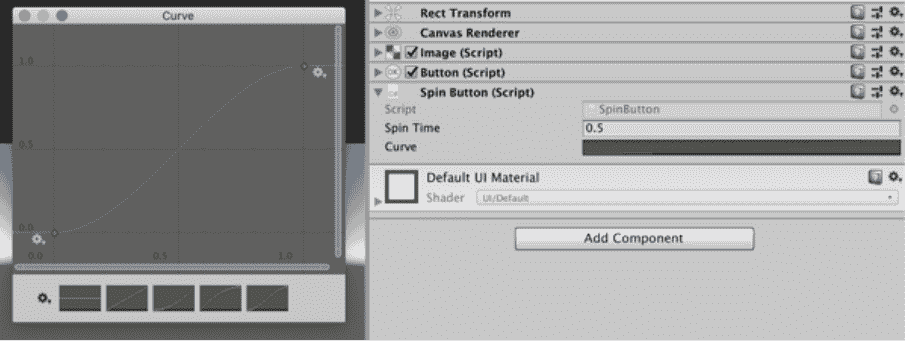 Curve
1.0
0.5
0.0
0.0 0.5 1.0
Rect Transform
Canvas Renderer
Image (Script)
Button (Script)
Spin Button (Script)
Script SpinButton
Spin Time 0.5
Curve
Default UI Material
Shader UI/Default
Add Component